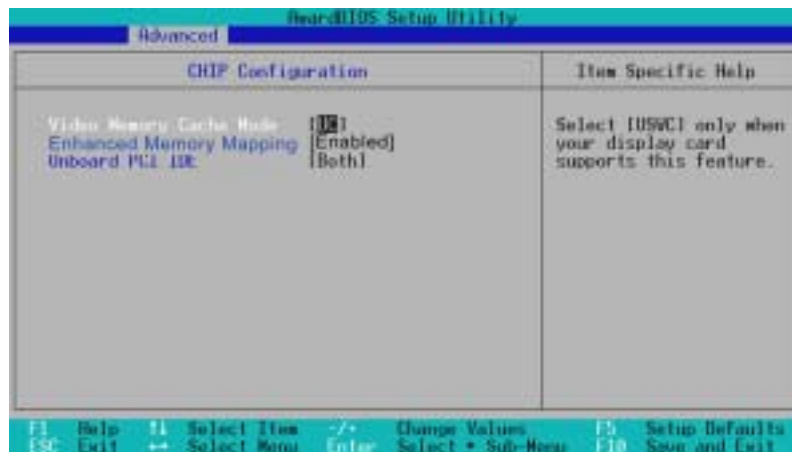 AwardBIOS Setup Utility
Advanced
CHIP Configuration
Item Specific Help
Video Memory Cache Mode [UC]
Enhanced Memory Mapping [Enabled]
Onboard PCI IDE [Both]
Select [USWC] only when
your display card
supports this feature.
F1 Help ↑↓ Select Item -/+ Change Values F5 Setup Defaults
ESC Exit ↔ Select Menu Enter Select ▸ Sub-Menu F10 Save and Exit